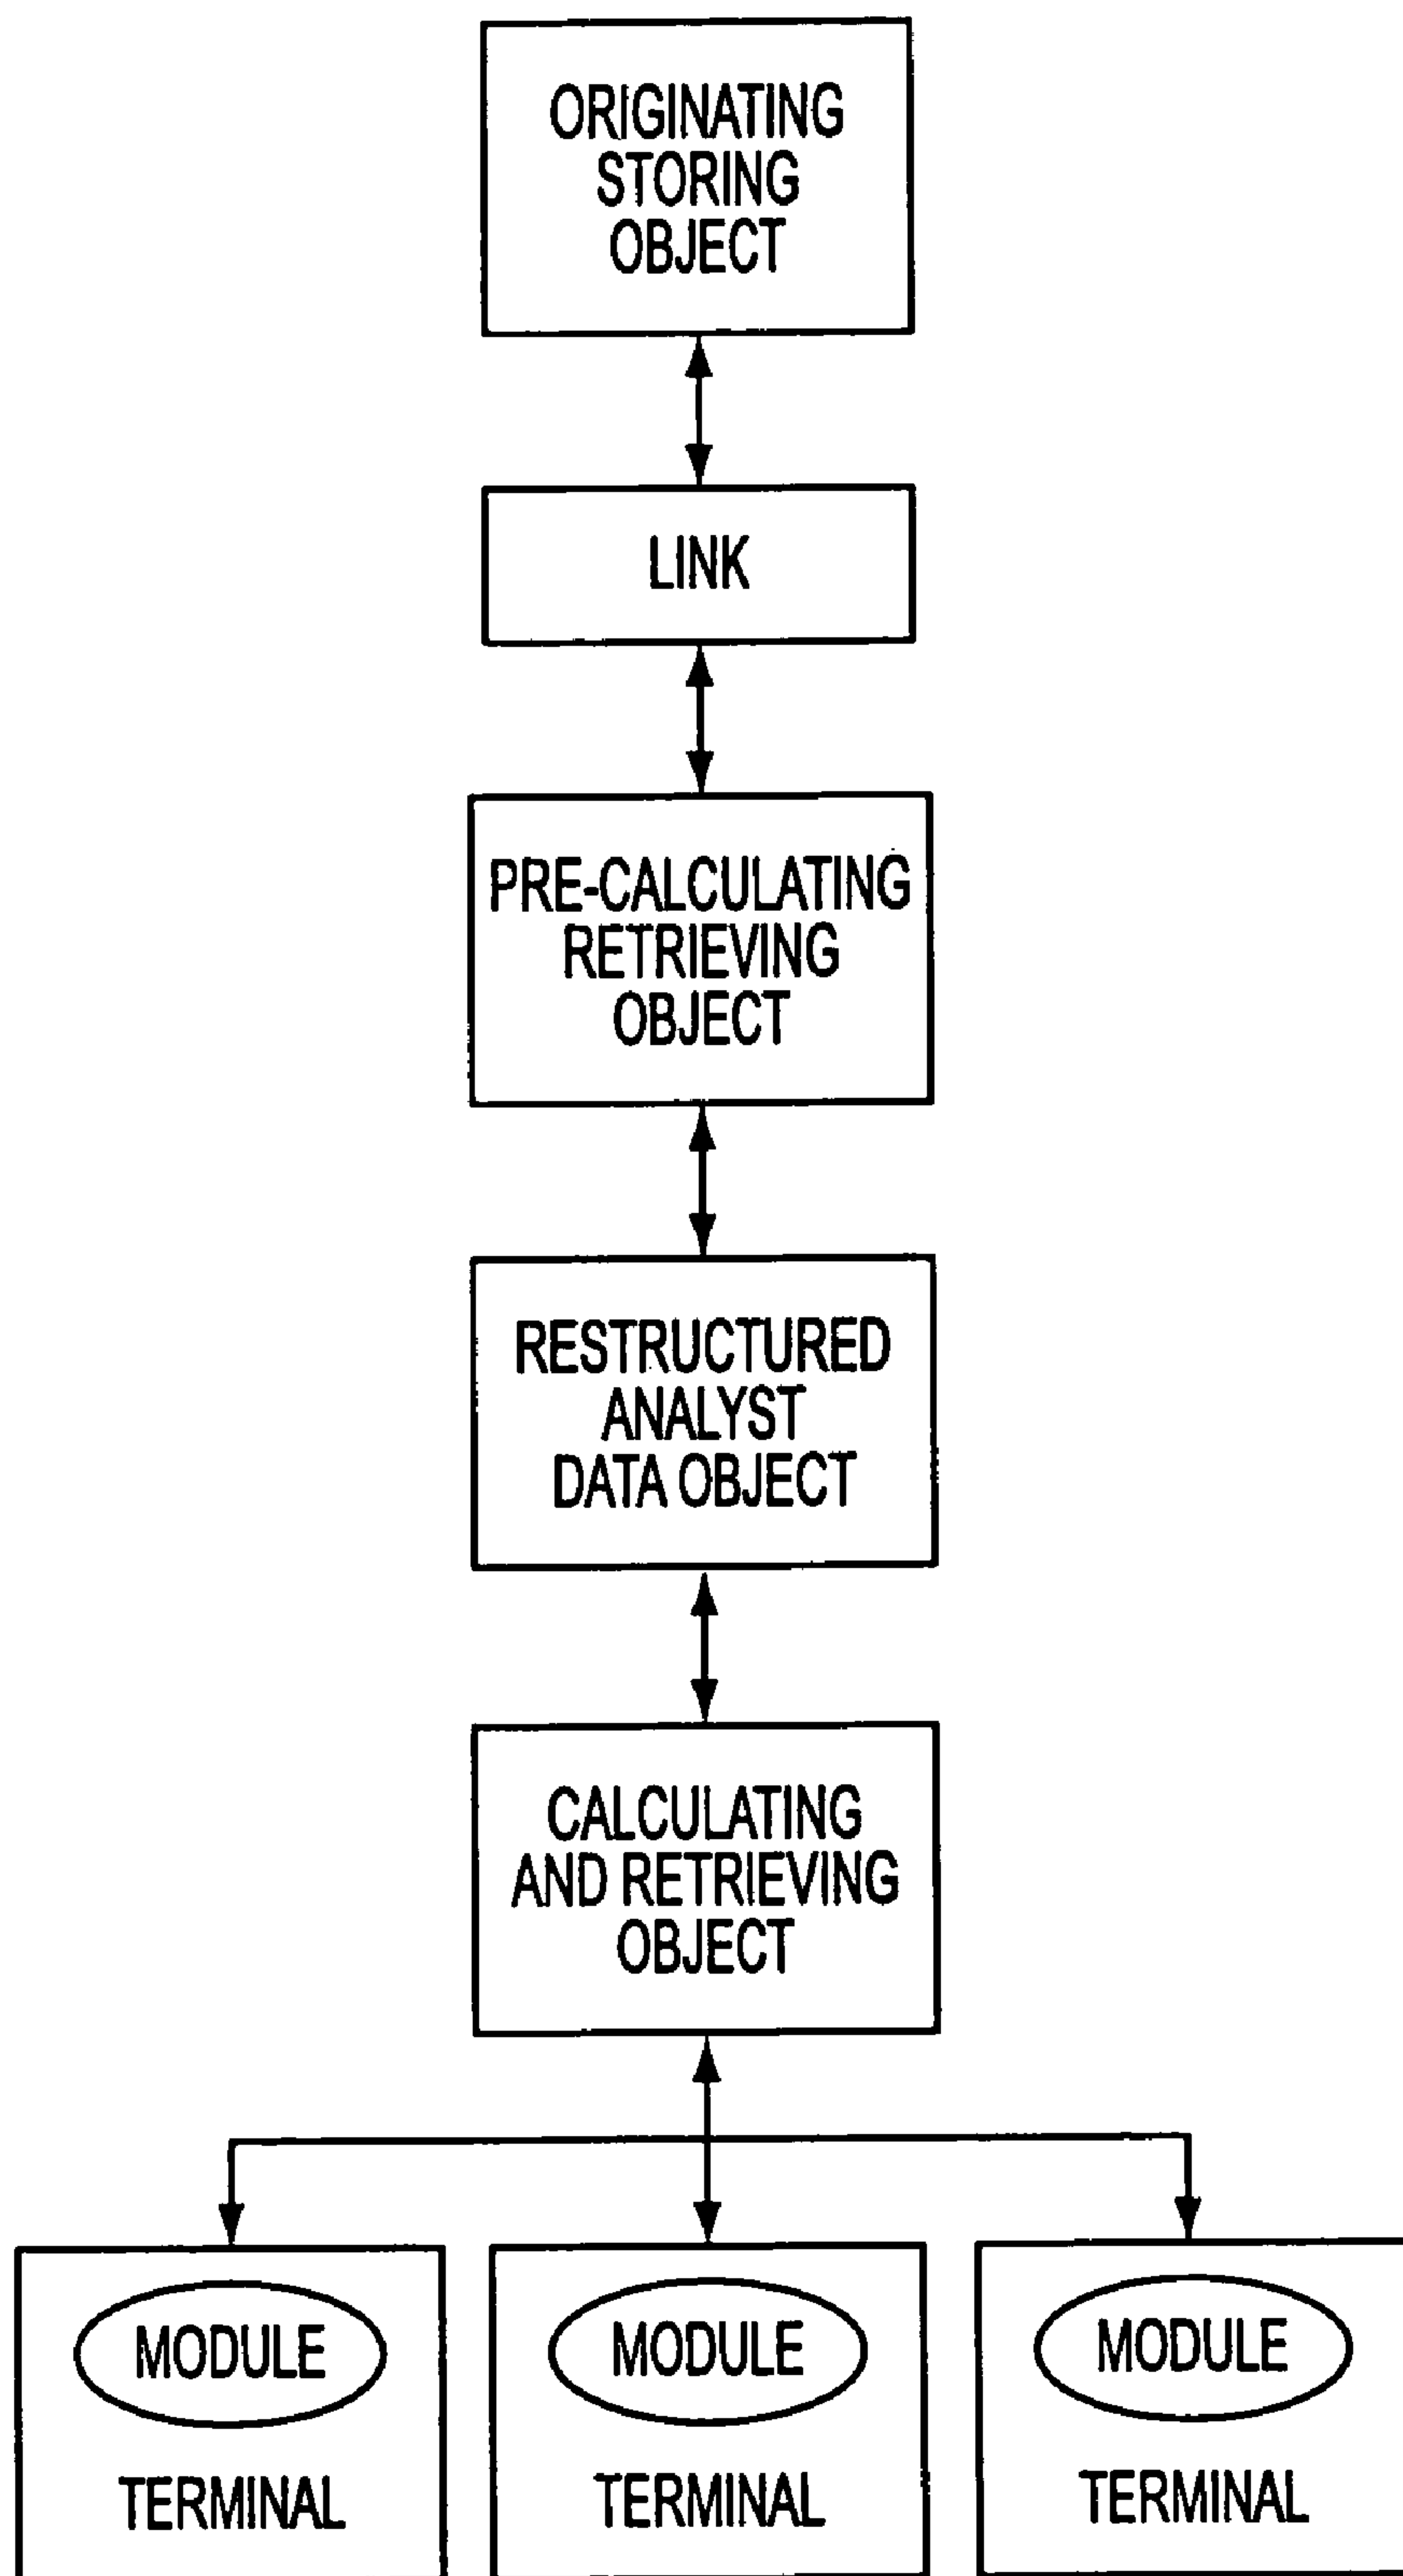 ORIGINATING
STORING
OBJECT
LINK
PRE-CALCULATING
RETRIEVING
OBJECT
RESTRUCTURED
ANALYST
DATA OBJECT
CALCULATING
AND RETRIEVING
OBJECT
MODULE
TERMINAL
MODULE
TERMINAL
MODULE
TERMINAL